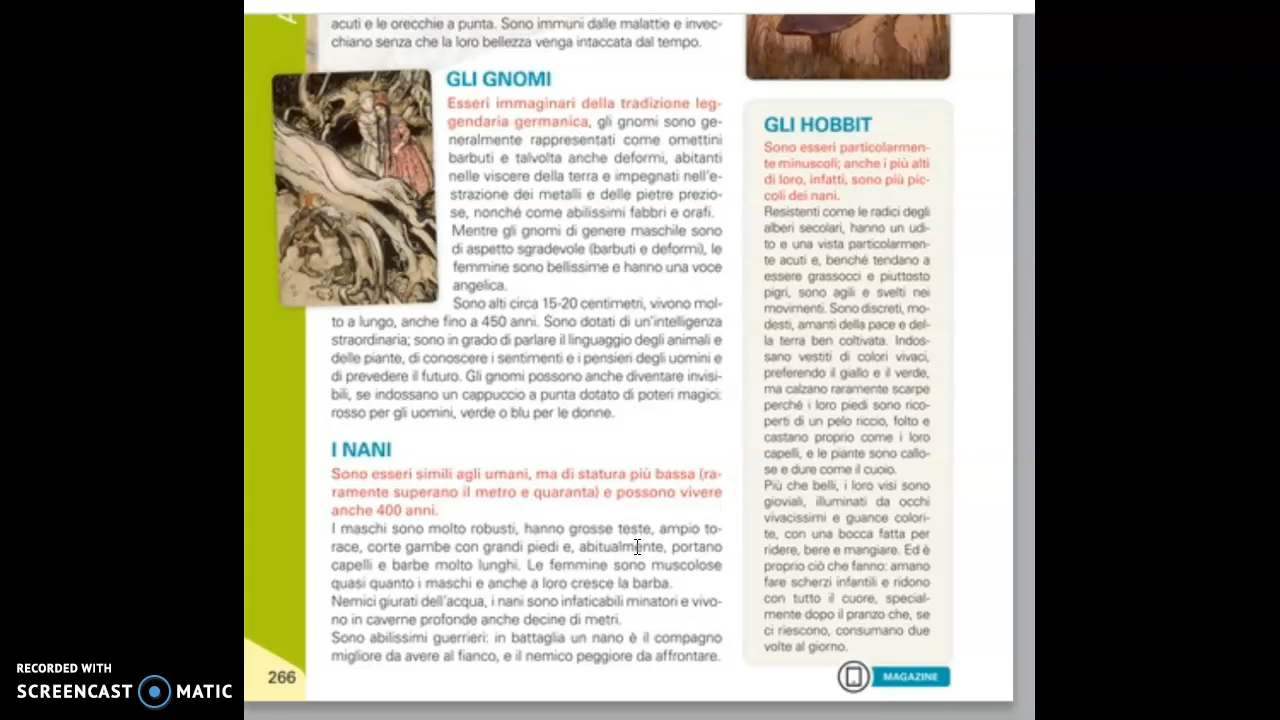 acuti e le orecchie a punta. Sono immuni dalle malattie e invec-
chiano senza che la loro bellezza venga intaccata dal tempo.
GLI GNOMI
Esseri immaginari della tradizione leg-
gendaria germanica, gli gnomi sono ge-
neralmente rappresentati come omettini
barbuti e talvolta anche deformi, abitanti
nelle viscere della terra e impegnati nell'e-
strazione dei metalli e delle pietre prezio-
se, nonché come abilissimi fabbri e orafi.
Mentre gli gnomi di genere maschile sono
di aspetto sgradevole (barbuti e deformi), le
femmine sono bellissime e hanno una voce
angelica.
Sono alti circa 15-20 centimetri, vivono mol-
to a lungo, anche fino a 450 anni. Sono dotati di un'intelligenza
straordinaria; sono in grado di parlare il linguaggio degli animali e
delle piante, di conoscere i sentimenti e i pensieri degli uomini e
di prevedere il futuro. Gli gnomi possono anche diventare invisi-
bili, se indossano un cappuccio a punta dotato di poteri magici:
rosso per gli uomini, verde o blu per le donne.
I NANI
Sono esseri simili agli umani, ma di statura più bassa (ra-
ramente superano il metro e quaranta) e possono vivere
anche 400 anni.
I maschi sono molto robusti, hanno grosse teste, ampio to-
race, corte gambe con grandi piedi e, abitualmente, portano
capelli e barbe molto lunghi. Le femmine sono muscolose
quasi quanto i maschi e anche a loro cresce la barba.
Nemici giurati dell'acqua, i nani sono infaticabili minatori e vivo-
no in caverne profonde anche decine di metri.
Sono abilissimi guerrieri: in battaglia un nano è il compagno
migliore da avere al fianco, e il nemico peggiore da affrontare.
GLI HOBBIT
Sono esseri particolarmen-
te minuscoli; anche i più alti
di loro, infatti, sono più pic-
coli dei nani.
Resistenti come le radici degli
alberi secolari, hanno un udi-
to e una vista particolarmen-
te acuti e, benché tendano a
essere grassocci e piuttosto
pigri, sono agili e svelti nei
movimenti. Sono discreti, mo-
desti, amanti della pace e del-
la terra ben coltivata. Indos-
sano vestiti di colori vivaci,
preferendo il giallo e il verde,
ma calzano raramente scarpe
perché i loro piedi sono rico-
perti di un pelo riccio, folto e
castano proprio come i loro
capelli, e le piante sono callo-
se e dure come il cuoio.
Più che belli, i loro visi sono
gioviali, illuminati da occhi
vivacissimi e guance colori-
te, con una bocca fatta per
ridere, bere e mangiare. Ed è
proprio ciò che fanno: amano
fare scherzi infantili e ridono
con tutto il cuore, special-
mente dopo il pranzo che, se
ci riescono, consumano due
volte al giorno.
MAGAZINE
266
RECORDED WITH
SCREENCAST MATIC